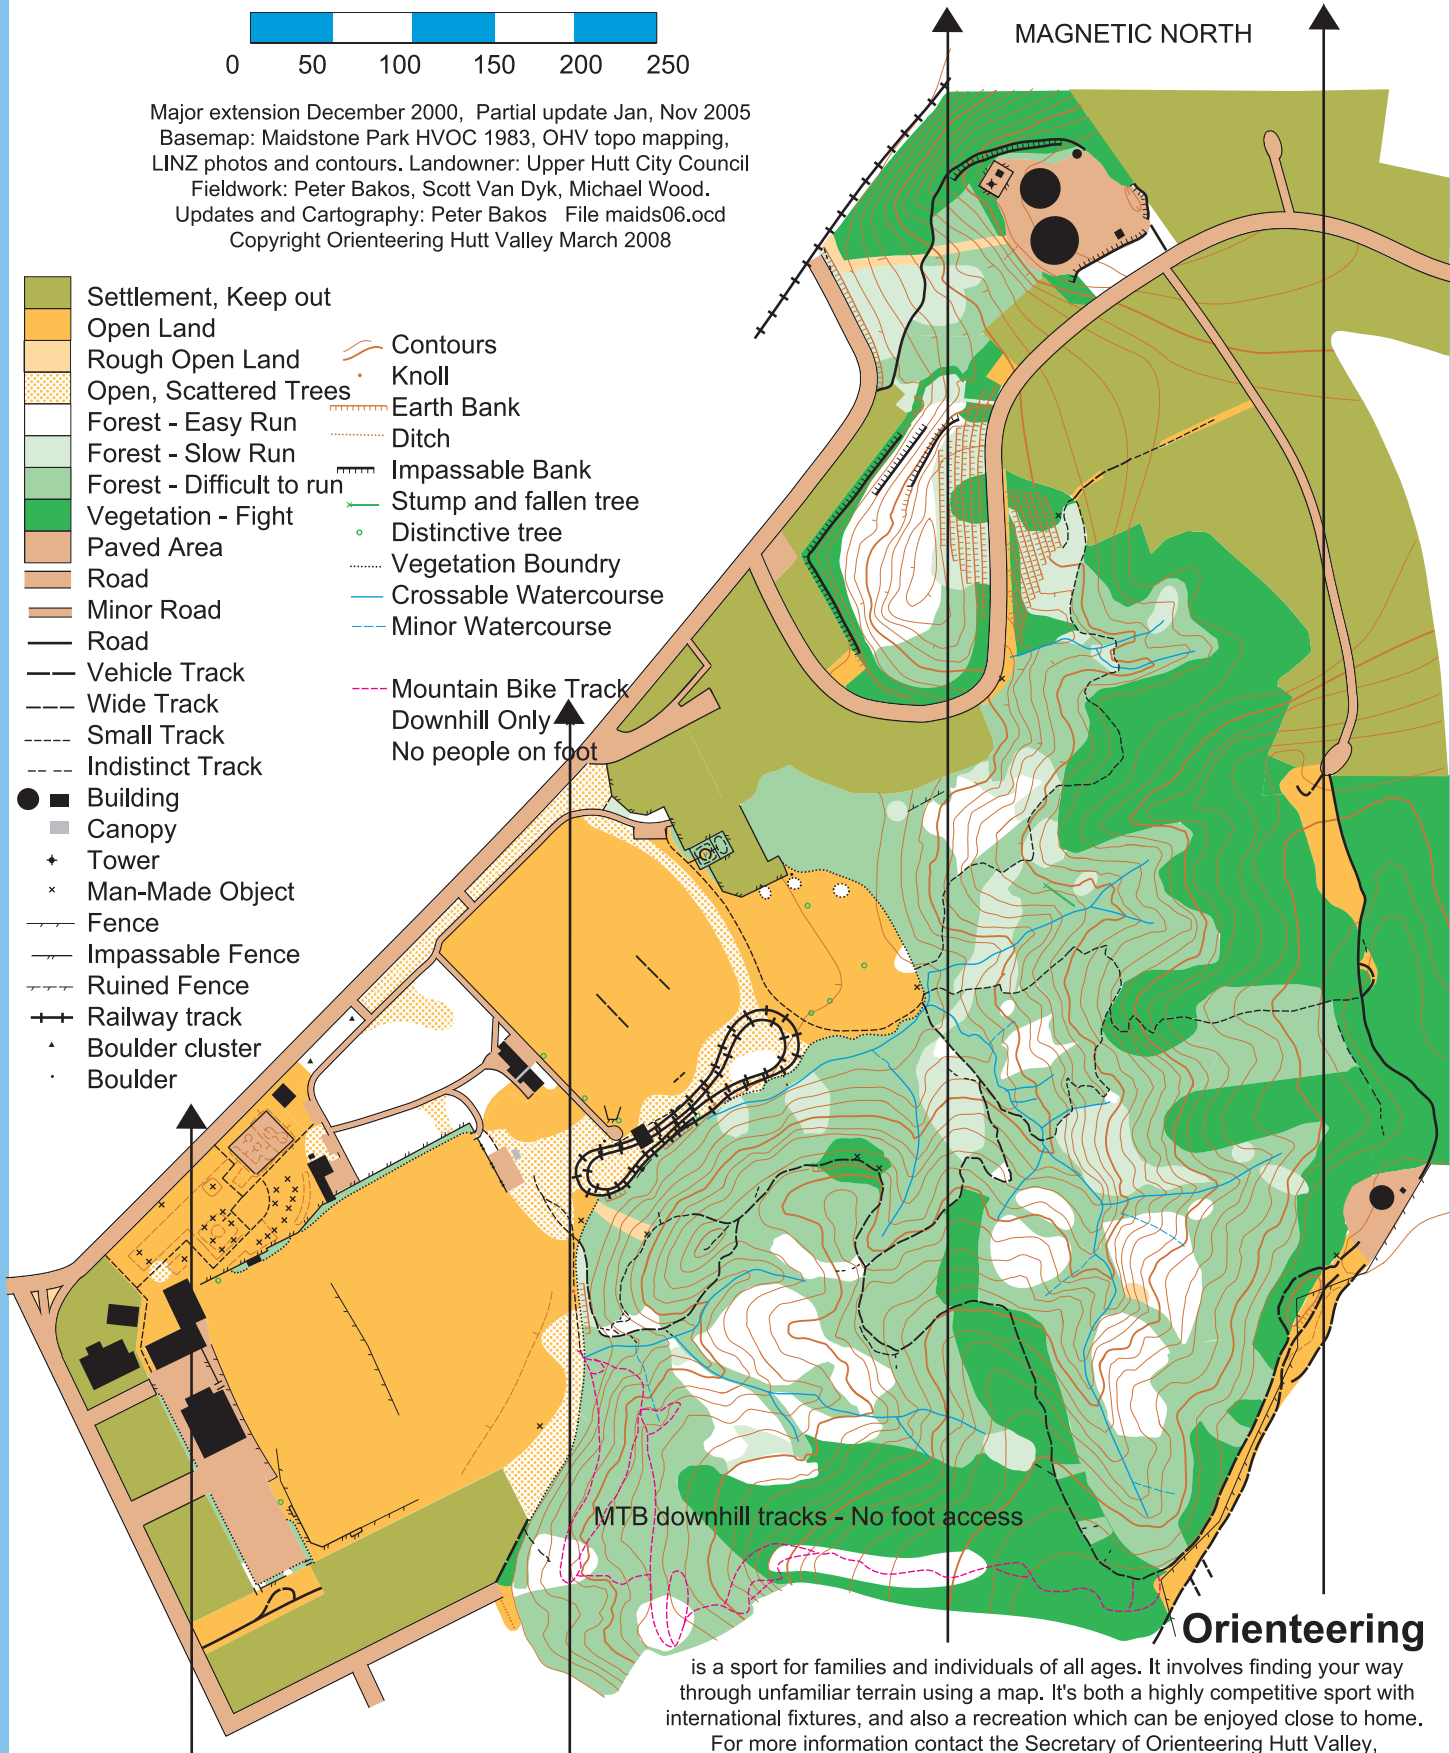 0 50 100 150 200 250
MAGNETIC NORTH
Major extension December 2000, Partial update Jan, Nov 2005
Basemap: Maidstone Park HVOC 1983, OHV topo mapping,
LINZ photos and contours. Landowner: Upper Hutt City Council
Fieldwork: Peter Bakos, Scott Van Dyk, Michael Wood.
Updates and Cartography: Peter Bakos File maids06.ocd
Copyright Orienteering Hutt Valley March 2008
Settlement, Keep out
Open Land
Rough Open Land
Open, Scattered Trees
Forest - Easy Run
Forest - Slow Run
Forest - Difficult to run
Vegetation - Fight
Paved Area
Road
Minor Road
Road
Vehicle Track
Wide Track
Small Track
Indistinct Track
Building
Canopy
Tower
Man-Made Object
Fence
Impassable Fence
Ruined Fence
Railway track
Boulder cluster
Boulder
Contours
Knoll
Earth Bank
Ditch
Impassable Bank
Stump and fallen tree
Distinctive tree
Vegetation Boundry
Crossable Watercourse
Minor Watercourse
Mountain Bike Track
Downhill Only
No people on foot
MTB downhill tracks - No foot access
Orienteering
is a sport for families and individuals of all ages. It involves finding your way
through unfamiliar terrain using a map. It's both a highly competitive sport with
international fixtures, and also a recreation which can be enjoyed close to home.
For more information contact the Secretary of Orienteering Hutt Valley,